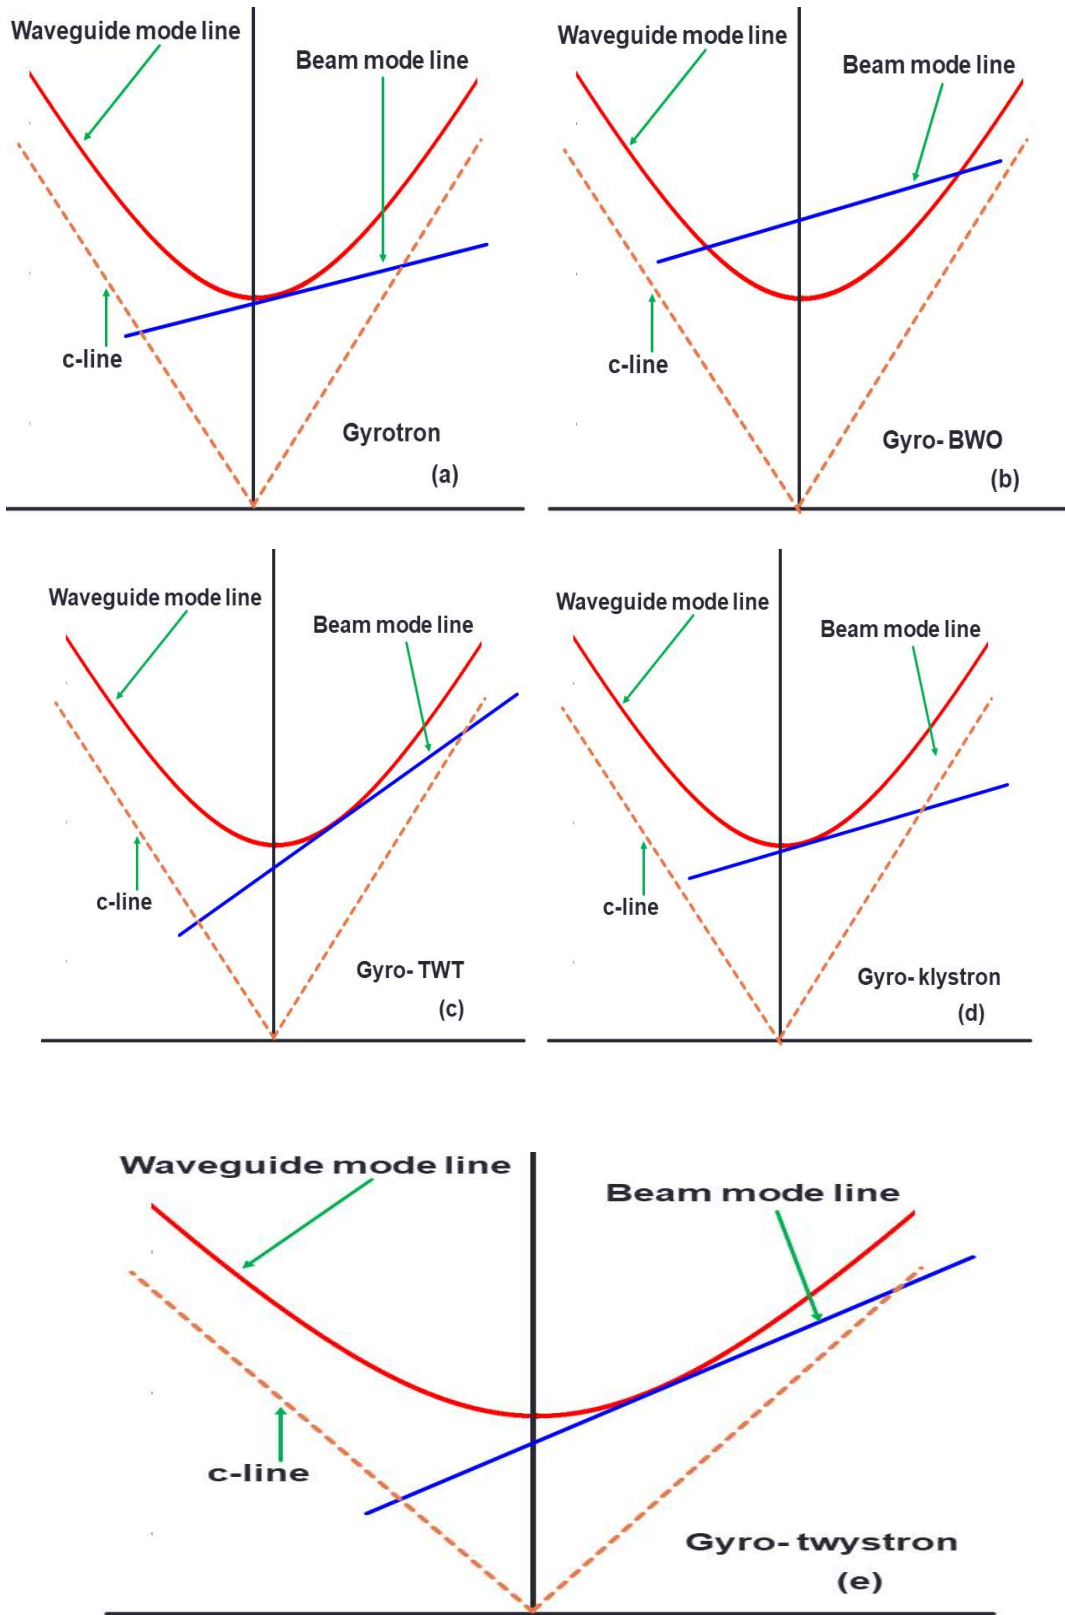 Waveguide mode line
Beam mode line
c-line
Gyrotron
(a)
Waveguide mode line
Beam mode line
c-line
Gyro- BWO
(b)
Waveguide mode line
Beam mode line
c-line
Gyro- TWT
(c)
Waveguide mode line
Beam mode line
c-line
Gyro- klystron
(d)
Waveguide mode line
Beam mode line
c-line
Gyro- twystron
(e)